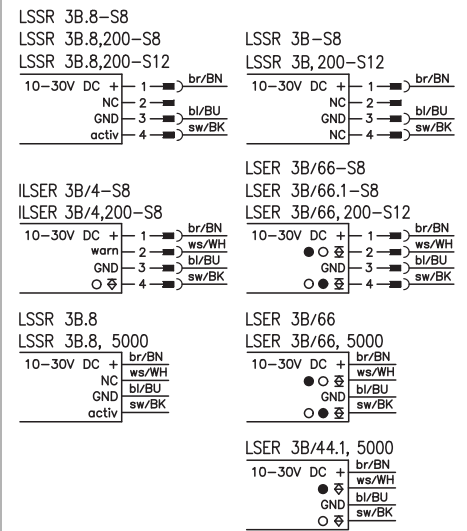 LSSR 3B.8-S8
LSSR 3B.8,200-S8
LSSR 3B.8,200-S12
10-30V DC + 1 br/BN
NC 2
GND 3 bl/BU
activ 4 sw/BK
LSSR 3B-S8
LSSR 3B,200-S12
10-30V DC + 1 br/BN
NC 2
GND 3 bl/BU
NC 4 sw/BK
ILSER 3B/4-S8
ILSER 3B/4,200-S8
10-30V DC + 1 br/BN
warn 2 ws/WH
GND 3 bl/BU
4 sw/BK
LSER 3B/66-S8
LSER 3B/66.1-S8
LSER 3B/66,200-S12
10-30V DC + 1 br/BN
2 ws/WH
GND 3 bl/BU
4 sw/BK
LSSR 3B.8
LSSR 3B.8, 5000
10-30V DC + br/BN
NC ws/WH
GND bl/BU
activ sw/BK
LSER 3B/66
LSER 3B/66, 5000
10-30V DC + br/BN
ws/WH
GND bl/BU
sw/BK
LSER 3B/44.1, 5000
10-30V DC + br/BN
ws/WH
GND bl/BU
sw/BK